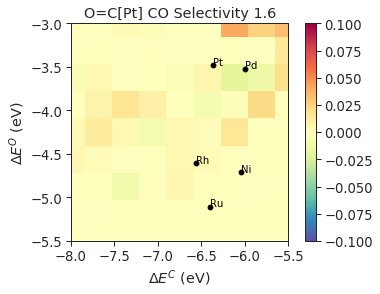 O=C[Pt] CO Selectivity 1.6
−3.0
−3.5
−4.0
−4.5
−5.0
−5.5
ΔE^O (eV)
Pt
Pd
Rh
Ni
Ru
−8.0 −7.5 −7.0 −6.5 −6.0 −5.5
ΔE^C (eV)
0.100
0.075
0.050
0.025
0.000
−0.025
−0.050
−0.075
−0.100